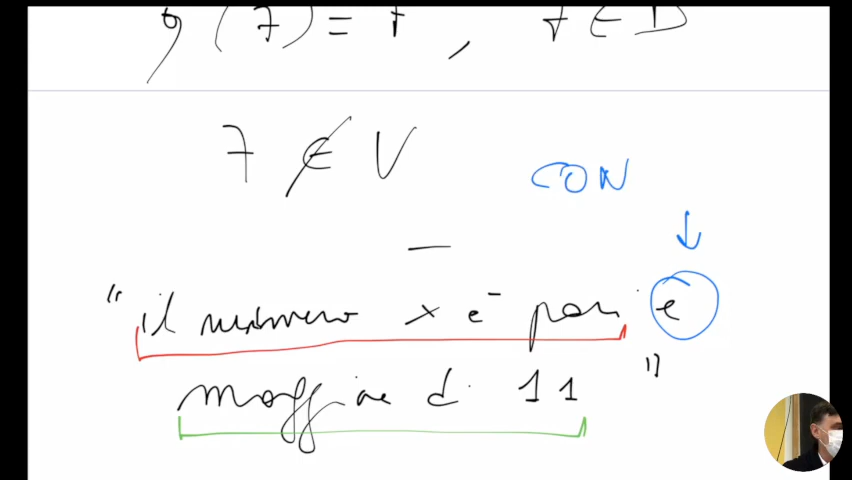 7 ∉ V
CON
↓
" il numero x è pari e
maggiore di 11 "